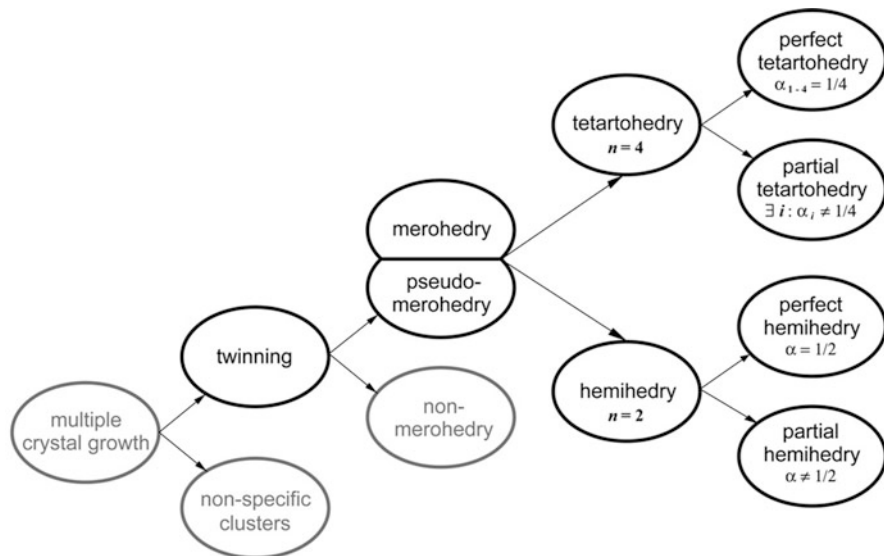 multiple
crystal growth
twinning
non-specific
clusters
merohedry
pseudo-
merohedry
non-
merohedry
tetartohedry
n = 4
hemihedry
n = 2
perfect
tetartohedry
α₁₋₄ = 1/4
partial
tetartohedry
∃ i : αᵢ ≠ 1/4
perfect
hemihedry
α = 1/2
partial
hemihedry
α ≠ 1/2